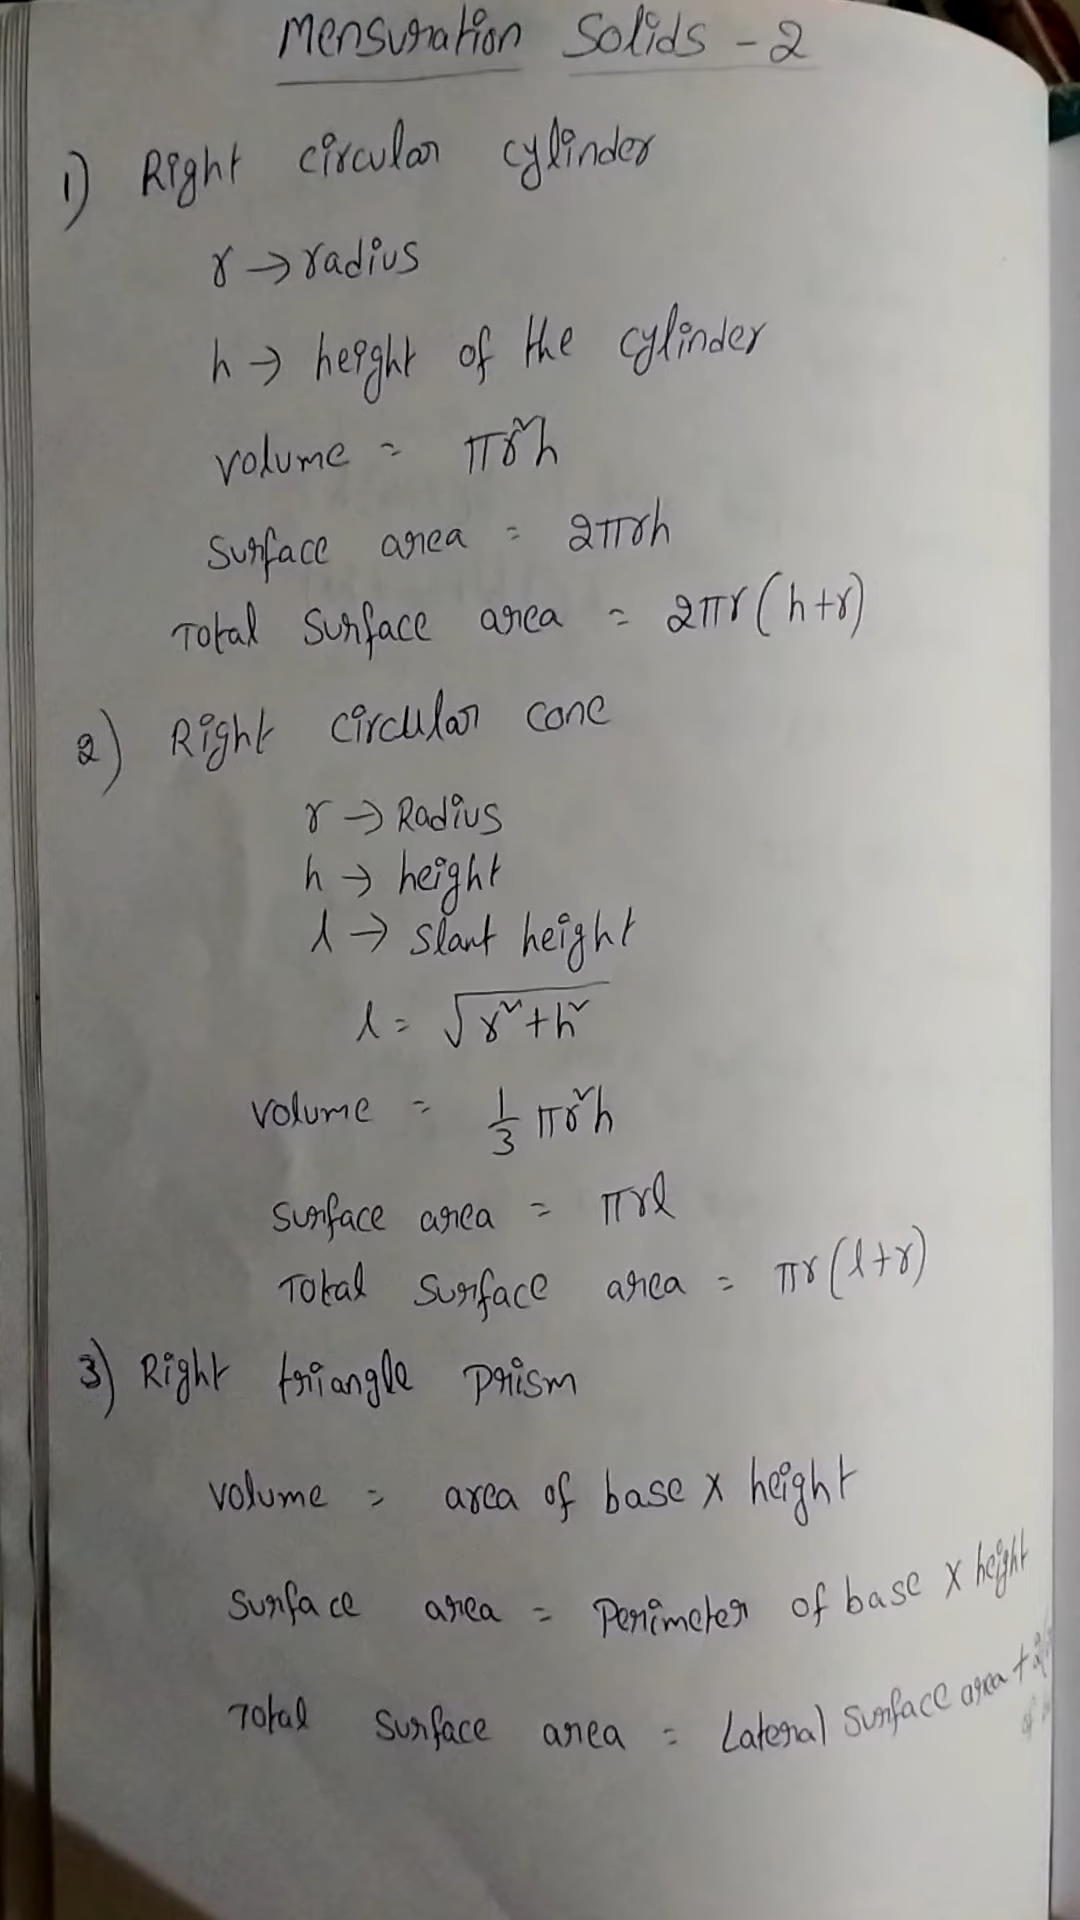 Mensuration Solids - 2
1) Right circular cylinder
r → radius
h → height of the cylinder
volume = πr²h
Surface area = 2πrh
Total Surface area = 2πr(h+r)
2) Right circular cone
r → Radius
h → height
l → slant height
l = √r²+h²
volume = 1/3 πr²h
Surface area = πrl
Total Surface area = πr(l+r)
3) Right triangle Prism
volume = area of base x height
Surface area = Perimeter of base x height
Total Surface area = Lateral Surface area +